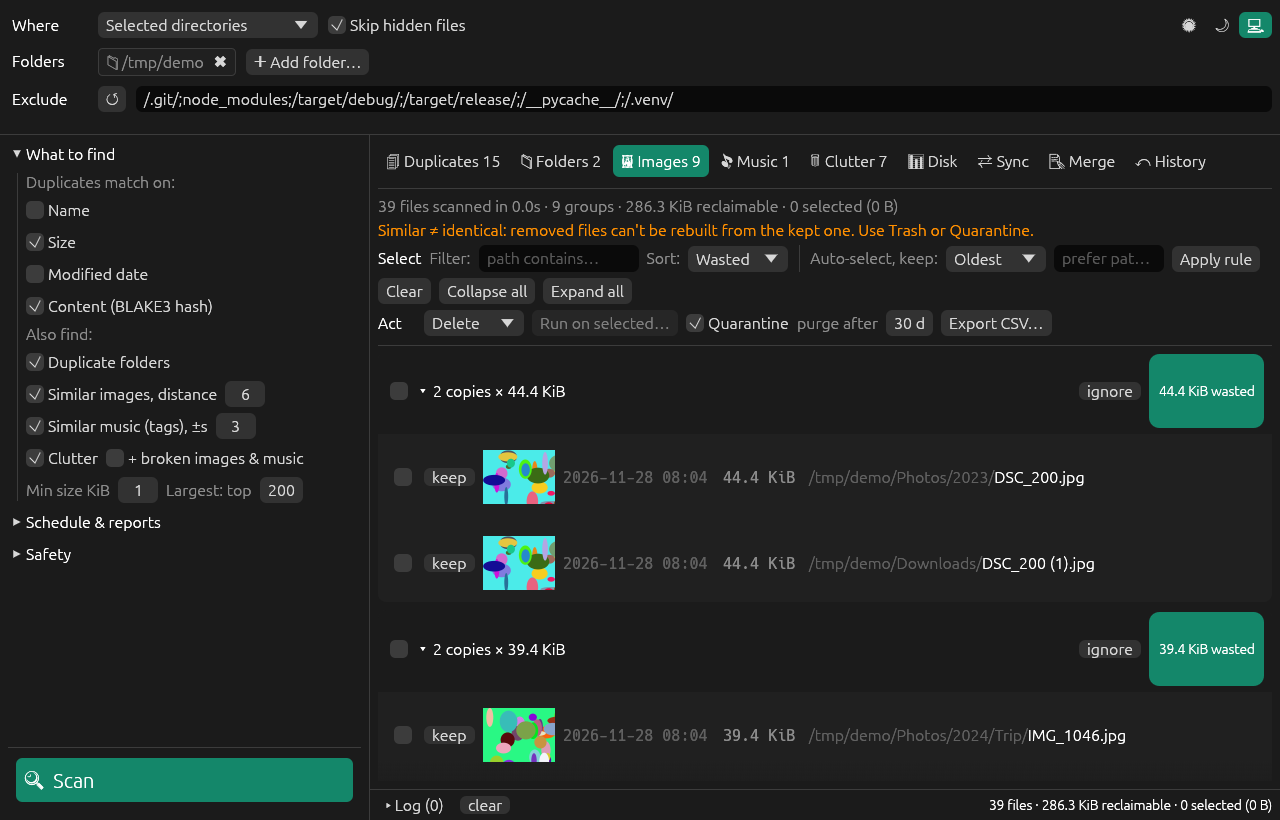 Where Selected directories Skip hidden files
Folders /tmp/demo ✖ + Add folder…
Exclude /.git/;node_modules;/target/debug/;/target/release/;/__pycache__/;/.venv/
What to find
Duplicates match on:
Name
Size
Modified date
Content (BLAKE3 hash)
Also find:
Duplicate folders
Similar images, distance 6
Similar music (tags), ±s 3
Clutter + broken images & music
Min size KiB 1 Largest: top 200
Schedule & reports
Safety
Scan
Duplicates 15 Folders 2 Images 9 Music 1 Clutter 7 Disk Sync Merge History
39 files scanned in 0.0s · 9 groups · 286.3 KiB reclaimable · 0 selected (0 B)
Similar ≠ identical: removed files can't be rebuilt from the kept one. Use Trash or Quarantine.
Select Filter: path contains… Sort: Wasted Auto-select, keep: Oldest prefer pat… Apply rule
Clear Collapse all Expand all
Act Delete Run on selected… Quarantine purge after 30 d Export CSV…
2 copies × 44.4 KiB ignore 44.4 KiB wasted
keep 2026-11-28 08:04 44.4 KiB /tmp/demo/Photos/2023/DSC_200.jpg
keep 2026-11-28 08:04 44.4 KiB /tmp/demo/Downloads/DSC_200 (1).jpg
2 copies × 39.4 KiB ignore 39.4 KiB wasted
keep 2026-11-28 08:04 39.4 KiB /tmp/demo/Photos/2024/Trip/IMG_1046.jpg
Log (0) clear 39 files · 286.3 KiB reclaimable · 0 selected (0 B)